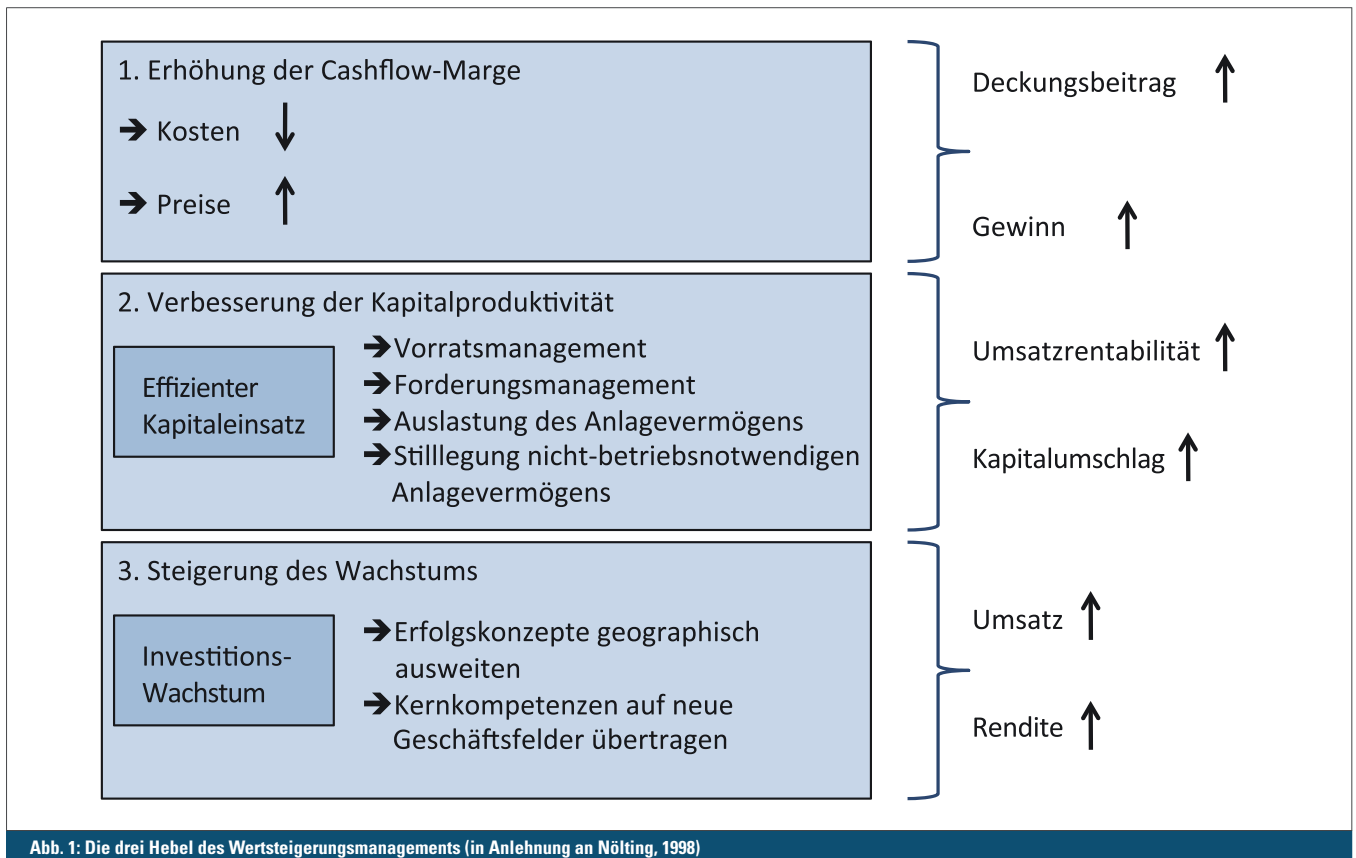 1. Erhöhung der Cashflow-Marge
➔ Kosten ↓
➔ Preise ↑
Deckungsbeitrag ↑
Gewinn ↑
2. Verbesserung der Kapitalproduktivität
Effizienter
Kapitaleinsatz
➔Vorratsmanagement
➔Forderungsmanagement
➔Auslastung des Anlagevermögens
➔Stilllegung nicht-betriebsnotwendigen
Anlagevermögens
Umsatzrentabilität ↑
Kapitalumschlag ↑
3. Steigerung des Wachstums
Investitions-
Wachstum
➔Erfolgskonzepte geographisch
ausweiten
➔Kernkompetenzen auf neue
Geschäftsfelder übertragen
Umsatz ↑
Rendite ↑
Abb. 1: Die drei Hebel des Wertsteigerungsmanagements (in Anlehnung an Nölting, 1998)